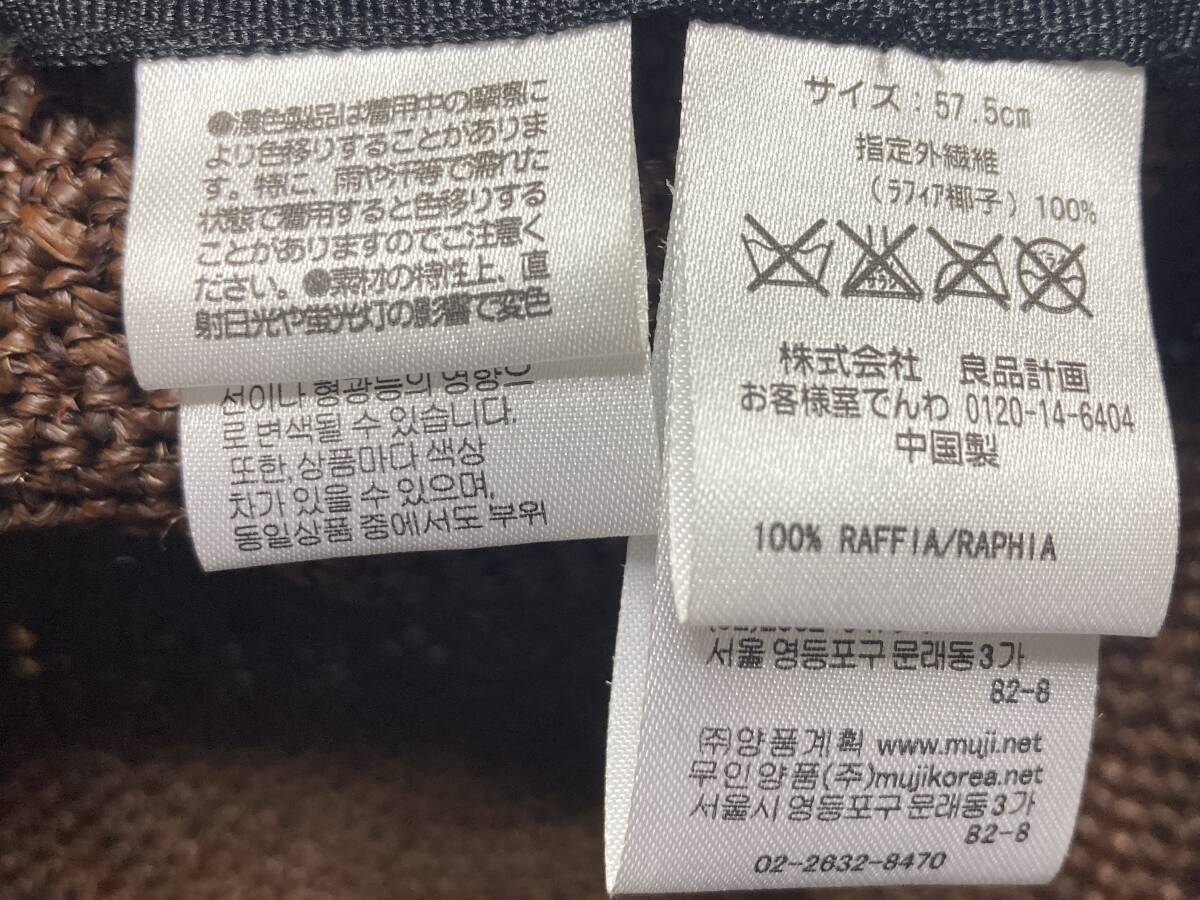 ●濃色製品は着用中の摩擦に
より色移りすることがありま
す。特に、雨や汗等で濡れた
状態で着用すると色移りする
ことがありますのでご注意く
ださい。●素材の特性上、直
射日光や蛍光灯の影響で変色
선이나 형광등의 영향으
로 변색될 수 있습니다.
또한, 상품마다 색상
차가 있을 수 있으며,
동일상품 중에서도 부위
サイズ:57.5cm
指定外繊維
(ラフィア椰子) 100%
株式会社 良品計画
お客様室でんわ 0120-14-6404
中国製
100% RAFFIA/RAPHIA
서울 영등포구 문래동3가
82-8
㈜양품계획 www.muji.net
무인양품(주)mujikorea.net
서울시 영등포구 문래동3가
82-8
02-2632-8470